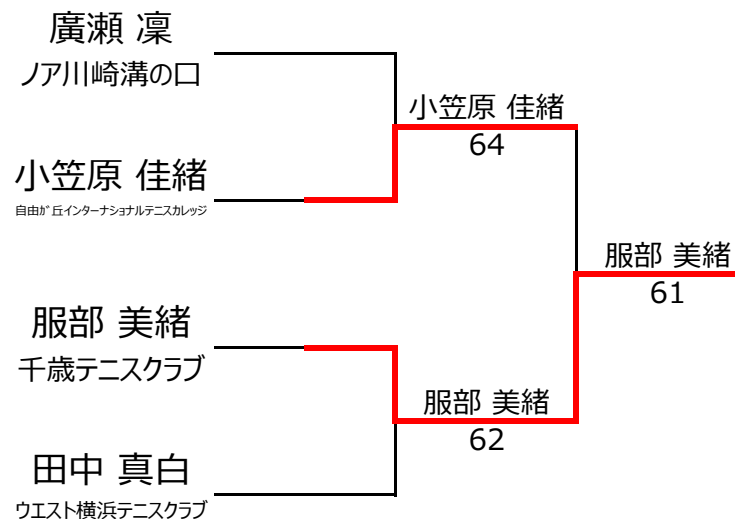 廣瀬 凜
ノア川崎溝の口
小笠原 佳緒
64
小笠原 佳緒
自由が丘インターナショナルテニスカレッジ
服部 美緒
61
服部 美緒
千歳テニスクラブ
服部 美緒
62
田中 真白
ウエスト横浜テニスクラブ